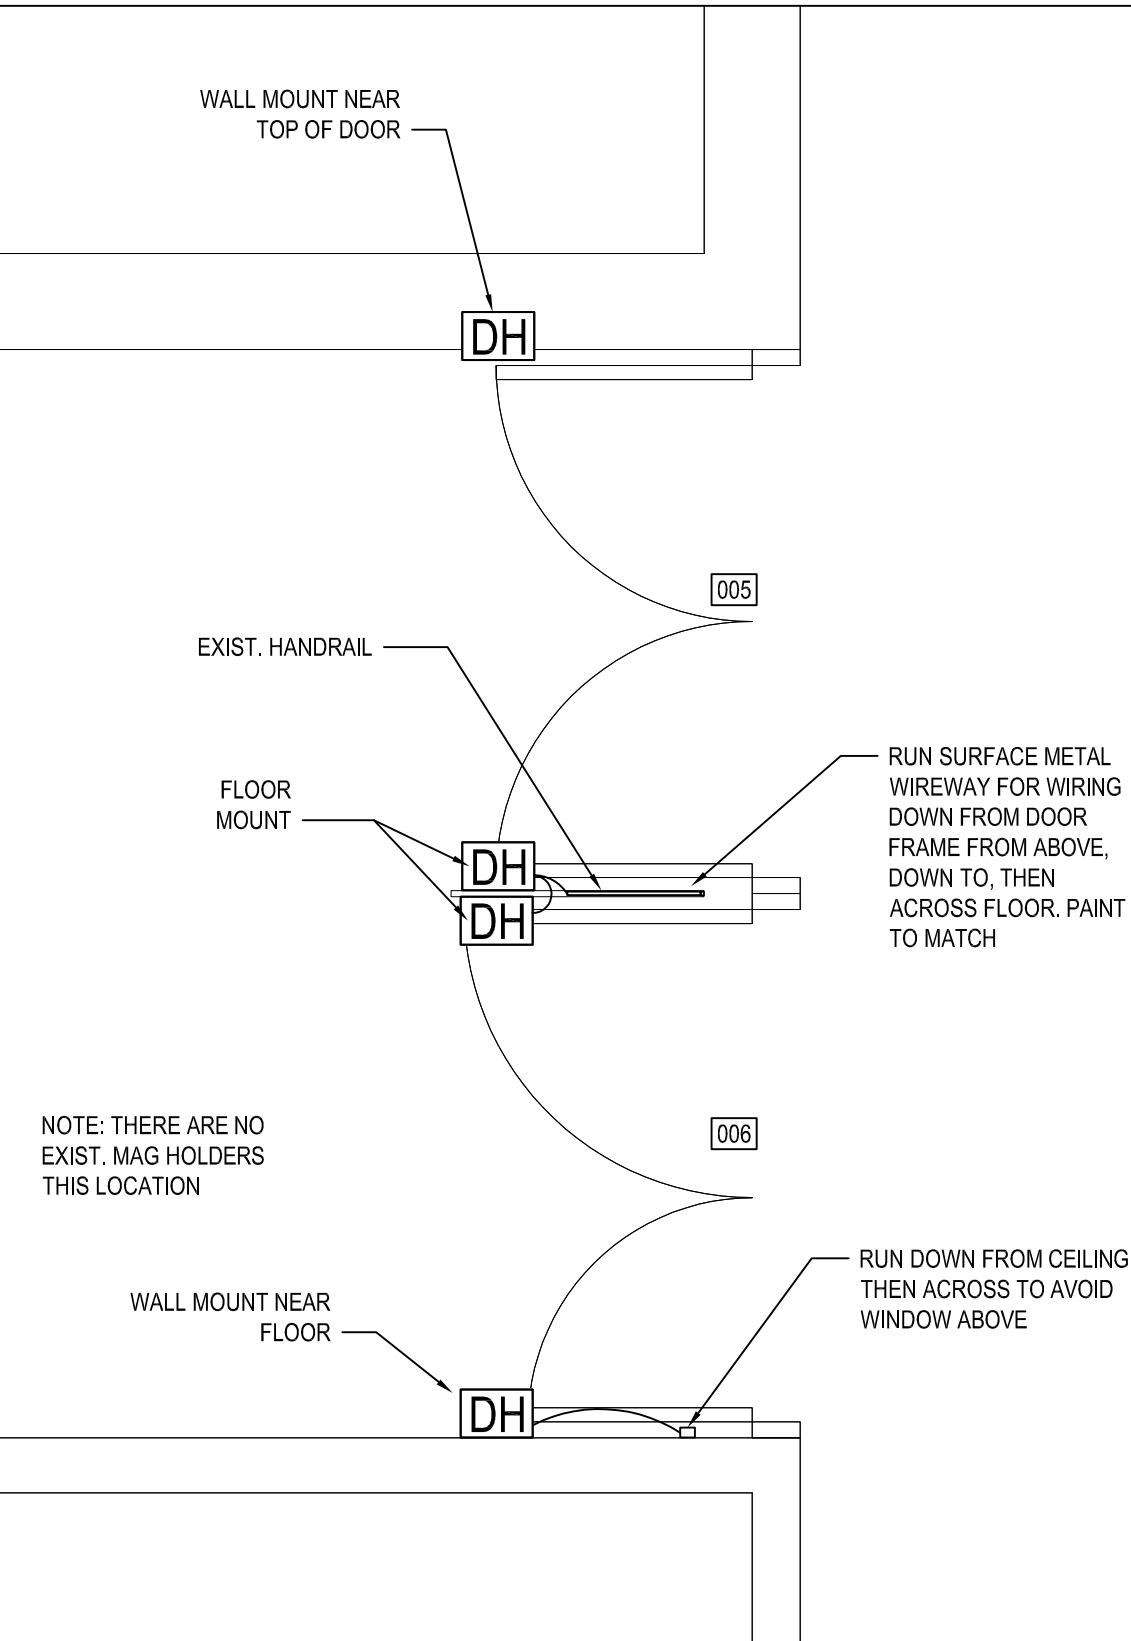 WALL MOUNT NEAR
TOP OF DOOR
DH
005
EXIST. HANDRAIL
RUN SURFACE METAL
WIREWAY FOR WIRING
DOWN FROM DOOR
FRAME FROM ABOVE,
DOWN TO, THEN
ACROSS FLOOR. PAINT
TO MATCH
FLOOR
MOUNT
DH
DH
NOTE: THERE ARE NO
EXIST. MAG HOLDERS
THIS LOCATION
006
RUN DOWN FROM CEILING
THEN ACROSS TO AVOID
WINDOW ABOVE
WALL MOUNT NEAR
FLOOR
DH